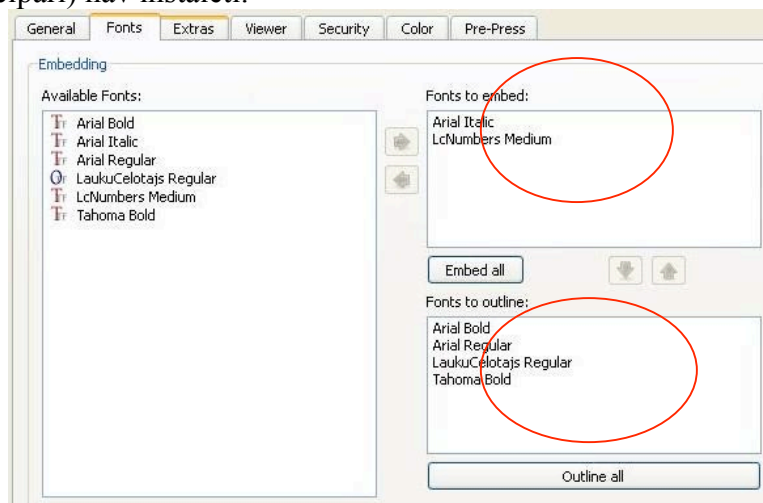 General Fonts Extras Viewer Security Color Pre-Press
Embedding
Available Fonts:
Arial Bold
Arial Italic
Arial Regular
LaukuCelotajs Regular
LcNumbers Medium
Tahoma Bold
Fonts to embed:
Arial Italic
LcNumbers Medium
Embed all
Fonts to outline:
Arial Bold
Arial Regular
LaukuCelotajs Regular
Tahoma Bold
Outline all